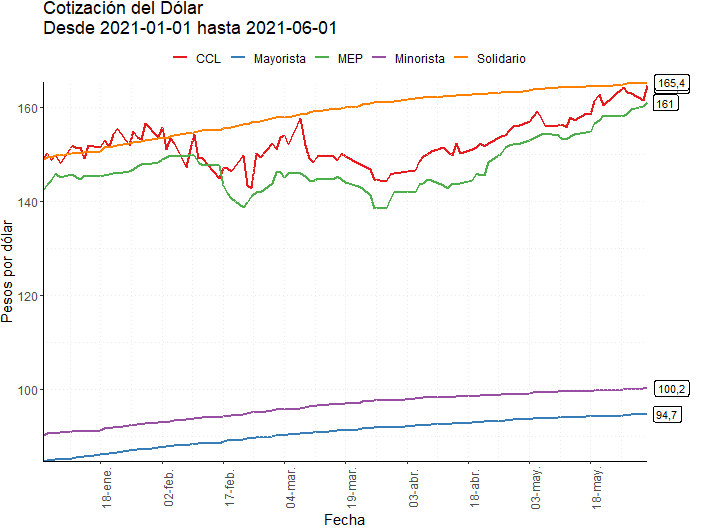 Cotización del Dólar
Desde 2021-01-01 hasta 2021-06-01
CCL Mayorista MEP Minorista Solidario
Pesos por dólar
160
140
120
100
165,4
161
100,2
94,7
18-ene.
02-feb.
17-feb.
04-mar.
19-mar.
03-abr.
18-abr.
03-may.
18-may.
Fecha